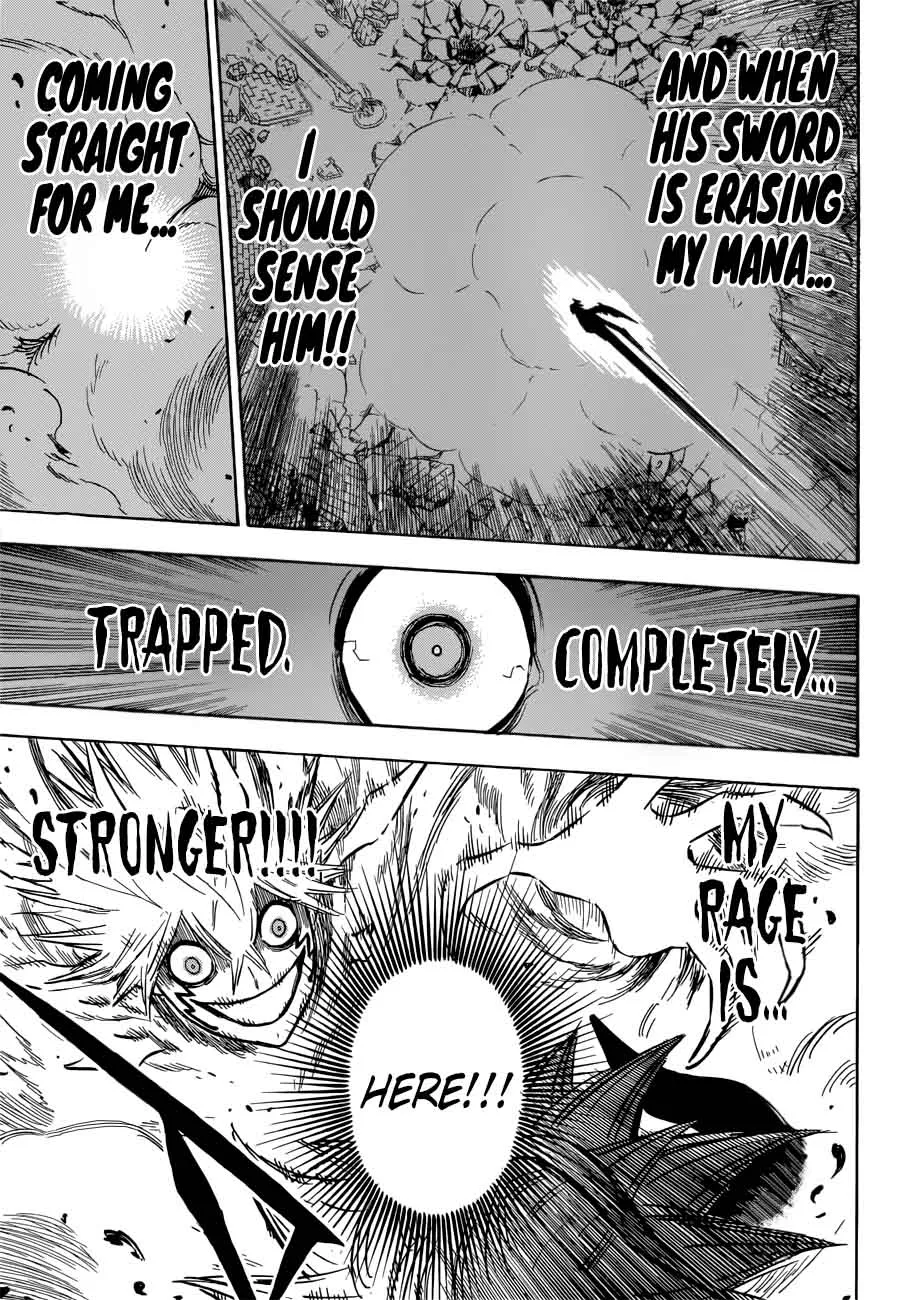 AND WHEN
HIS SWORD
IS ERASING
MY MANA...
I
SHOULD
SENSE
HIM!!
COMING
STRAIGHT
FOR ME...
COMPLETELY...
TRAPPED.
MY
RAGE
IS...
STRONGER!!!!
HERE!!!